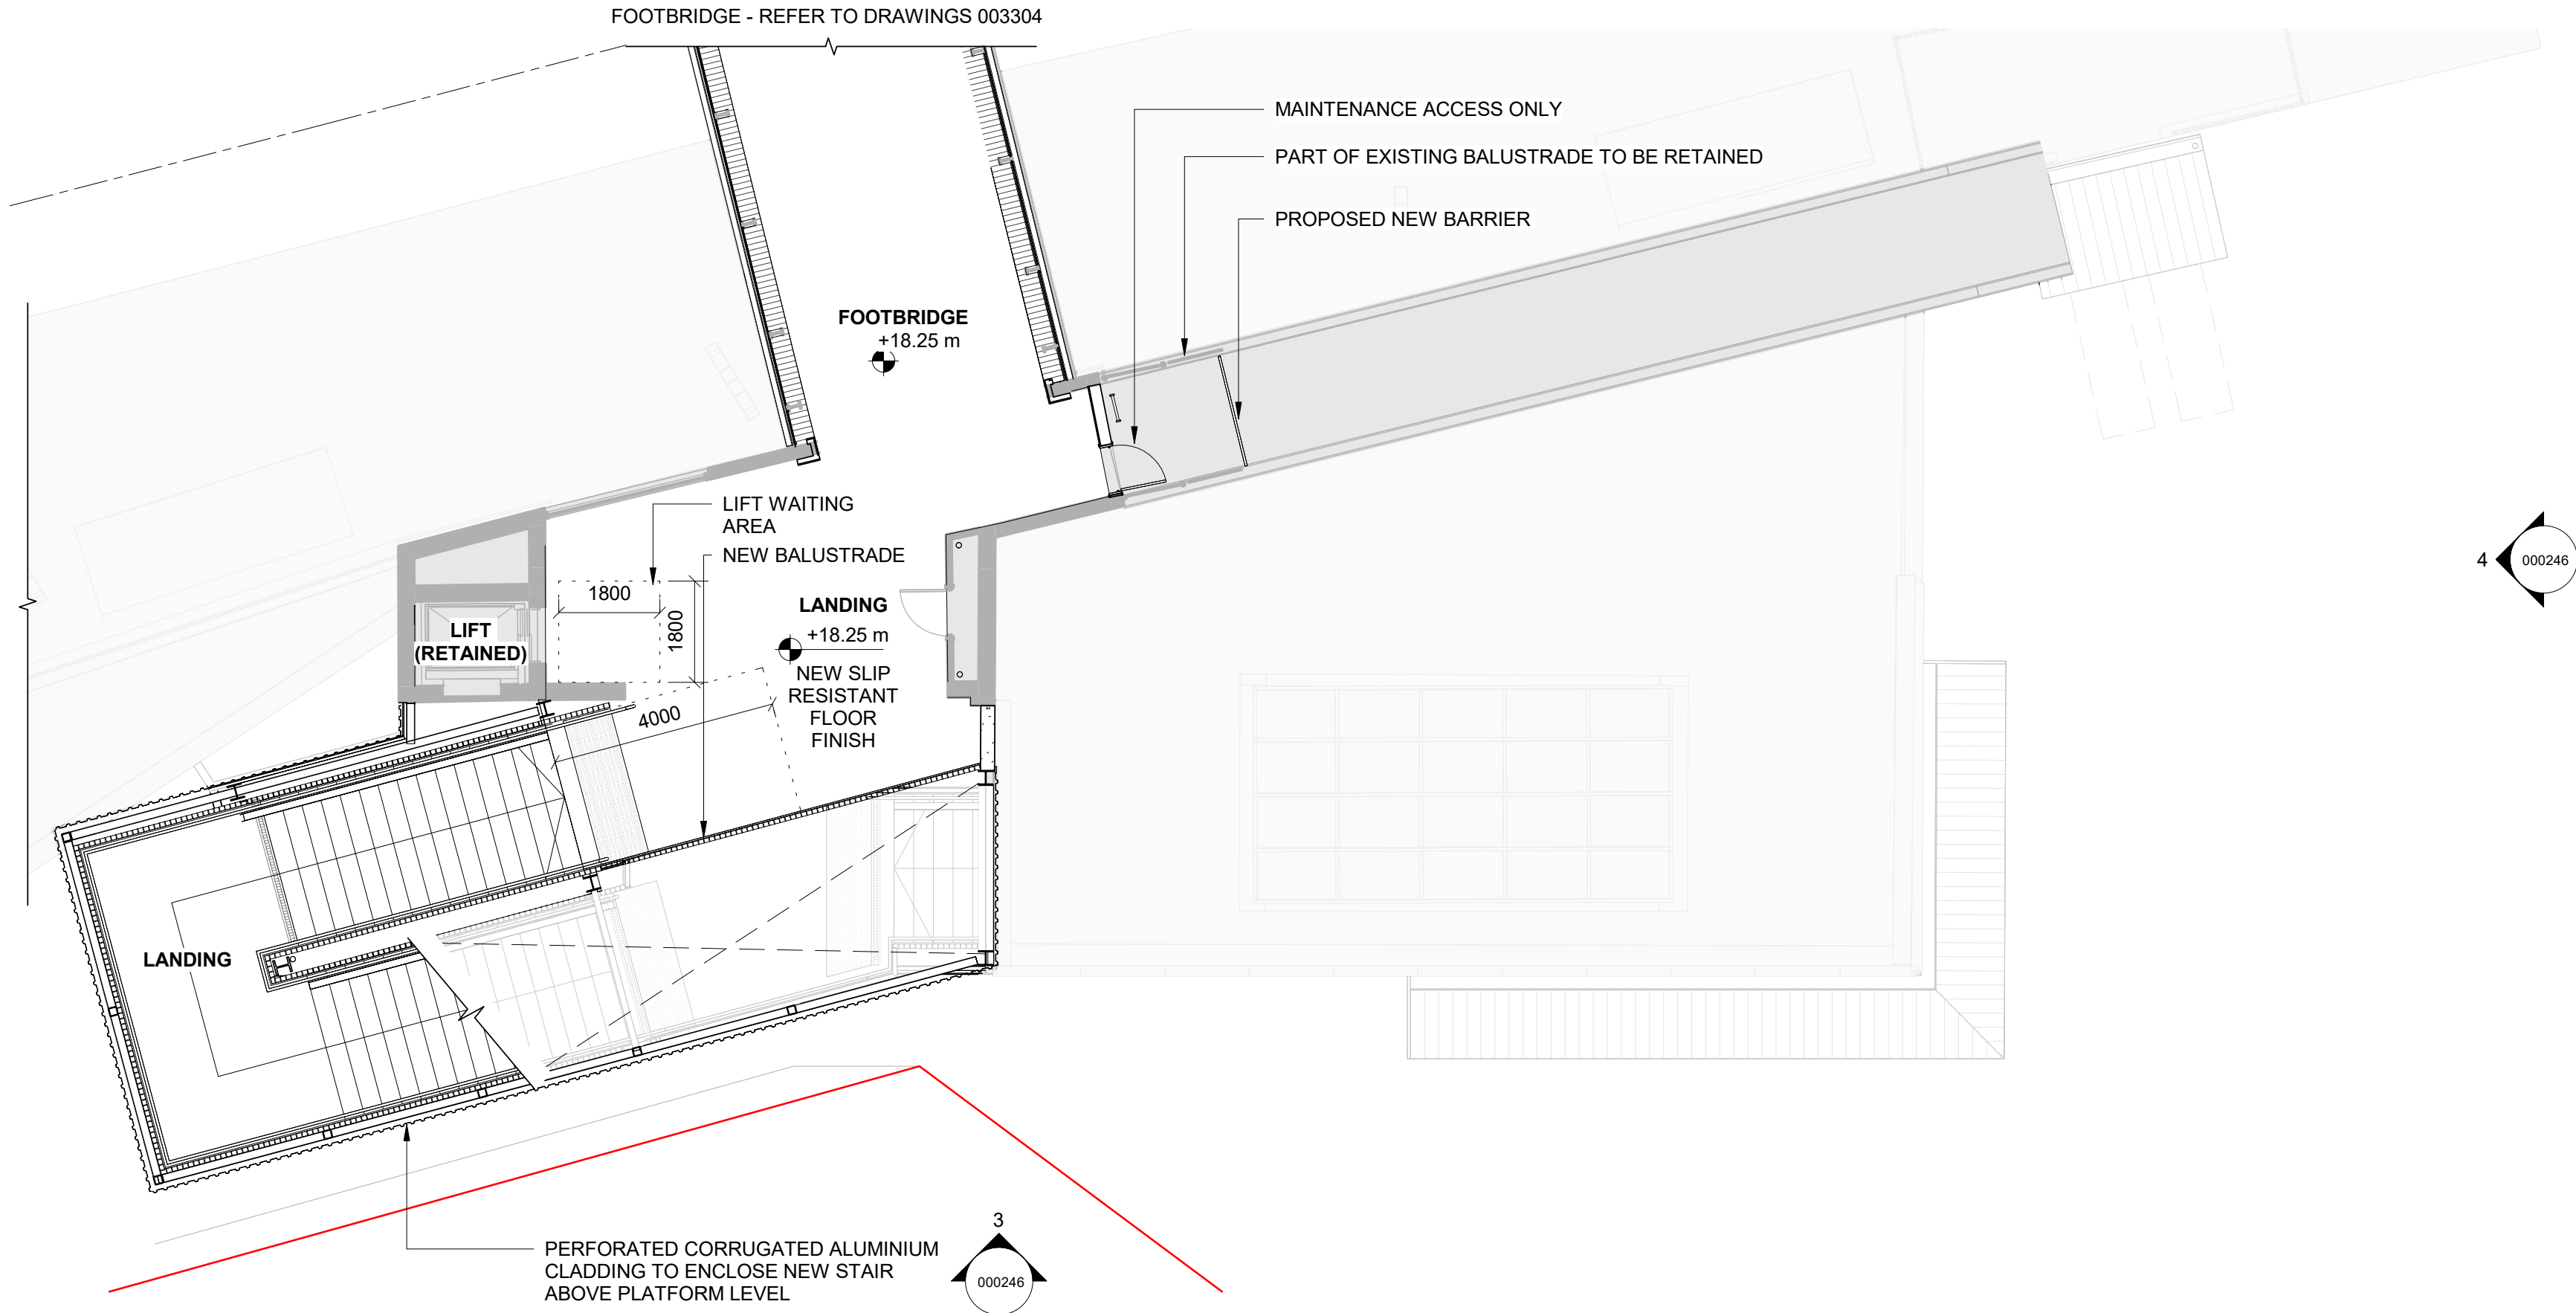 FOOTBRIDGE - REFER TO DRAWINGS 003304
MAINTENANCE ACCESS ONLY
PART OF EXISTING BALUSTRADE TO BE RETAINED
PROPOSED NEW BARRIER
FOOTBRIDGE
+18.25 m
LIFT WAITING
AREA
NEW BALUSTRADE
1800
1800
LANDING
+18.25 m
LIFT
(RETAINED)
NEW SLIP
RESISTANT
FLOOR
FINISH
4000
LANDING
4
000246
3
000246
PERFORATED CORRUGATED ALUMINIUM
CLADDING TO ENCLOSE NEW STAIR
ABOVE PLATFORM LEVEL